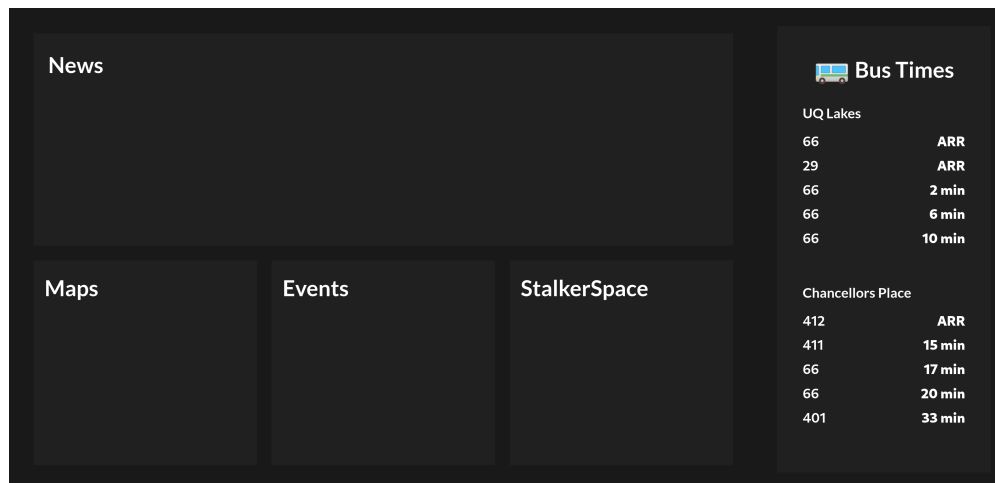 News
Maps
Events
StalkerSpace
Bus Times
UQ Lakes
66 ARR
29 ARR
66 2 min
66 6 min
66 10 min
Chancellors Place
412 ARR
411 15 min
66 17 min
66 20 min
401 33 min